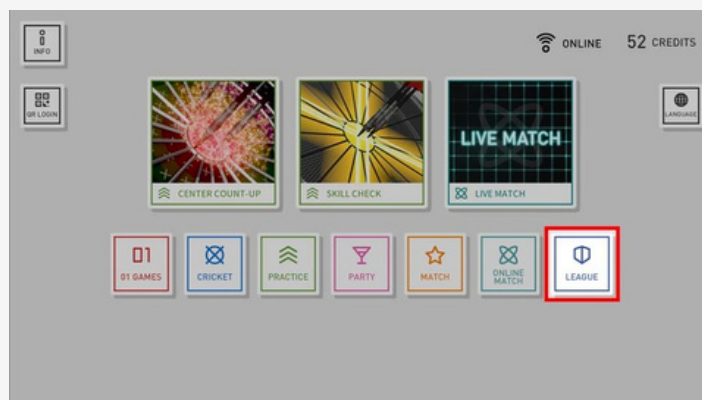 INFO
ONLINE
52 CREDITS
QR LOGIN
LANGUAGE
LIVE MATCH
CENTER COUNT-UP
SKILL CHECK
LIVE MATCH
01
01 GAMES
CRICKET
PRACTICE
PARTY
MATCH
ONLINE
MATCH
LEAGUE